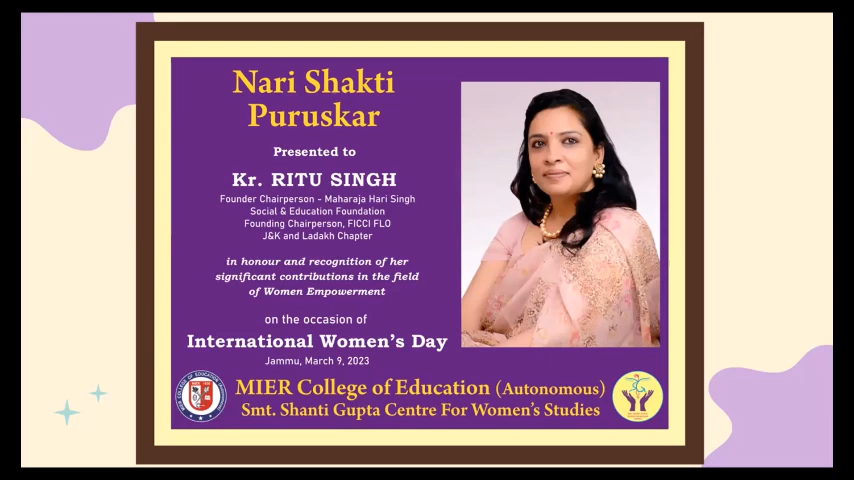 Nari Shakti
Puruskar
Presented to
Kr. RITU SINGH
Founder Chairperson - Maharaja Hari Singh
Social & Education Foundation
Founding Chairperson, FICCI FLO
J&K and Ladakh Chapter
in honour and recognition of her
significant contributions in the field
of Women Empowerment
on the occasion of
International Women's Day
Jammu, March 9, 2023
MIER College of Education (Autonomous)
Smt. Shanti Gupta Centre For Women's Studies